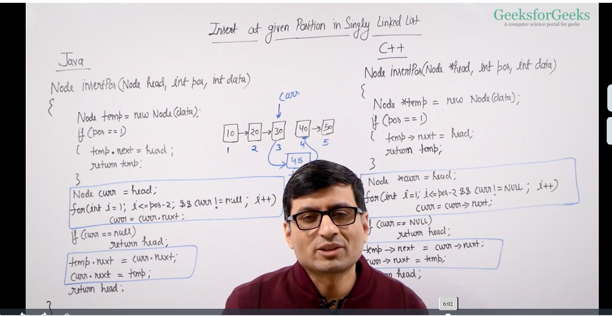 GeeksforGeeks
A computer science portal for geeks
Insert at given Position in Singly Linked List
Java
Node insertPos(Node head, int pos, int data)
{
Node temp = new Node(data);
if (pos == 1)
{ temp.next = head;
return temp;
}
Node curr = head;
for(int i=1; i<=pos-2; && curr != null; i++)
curr = curr.next;
if (curr == null)
return head;
temp.next = curr.next;
curr.next = temp;
return head;
}
curr
10 20 30 40 50
1 2 3 4 5
45
C++
Node insertPos(Node *head, int pos, int data)
{
Node *temp = new Node(data);
if (pos == 1)
{ temp→next = head;
return temp;
}
Node *curr = head;
for(int i=1; i<=pos-2 && curr != NULL; i++)
curr = curr→next;
(curr == NULL)
return head;
temp→next = curr→next;
curr→next = temp;
head;
6:02